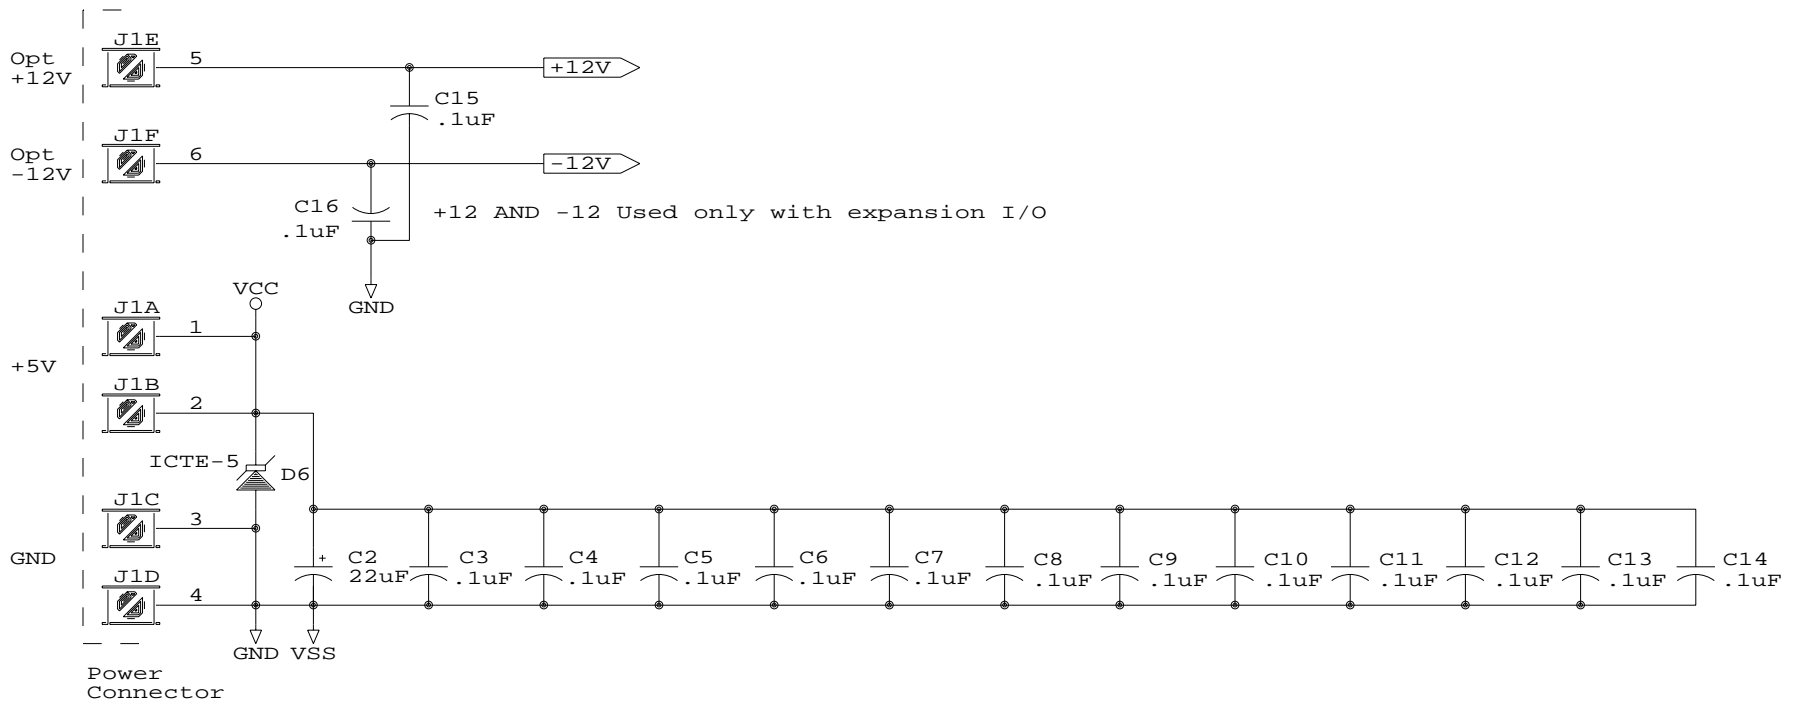 J1E
Opt
+12V
5
+12V
C15
.1uF
J1F
Opt
-12V
6
-12V
C16
.1uF
+12 AND -12 Used only with expansion I/O
GND
VCC
J1A
1
+5V
J1B
2
ICTE-5
D6
J1C
3
GND
J1D
4
+
C2
22uF
C3
.1uF
C4
.1uF
C5
.1uF
C6
.1uF
C7
.1uF
C8
.1uF
C9
.1uF
C10
.1uF
C11
.1uF
C12
.1uF
C13
.1uF
C14
.1uF
GND
VSS
Power
Connector